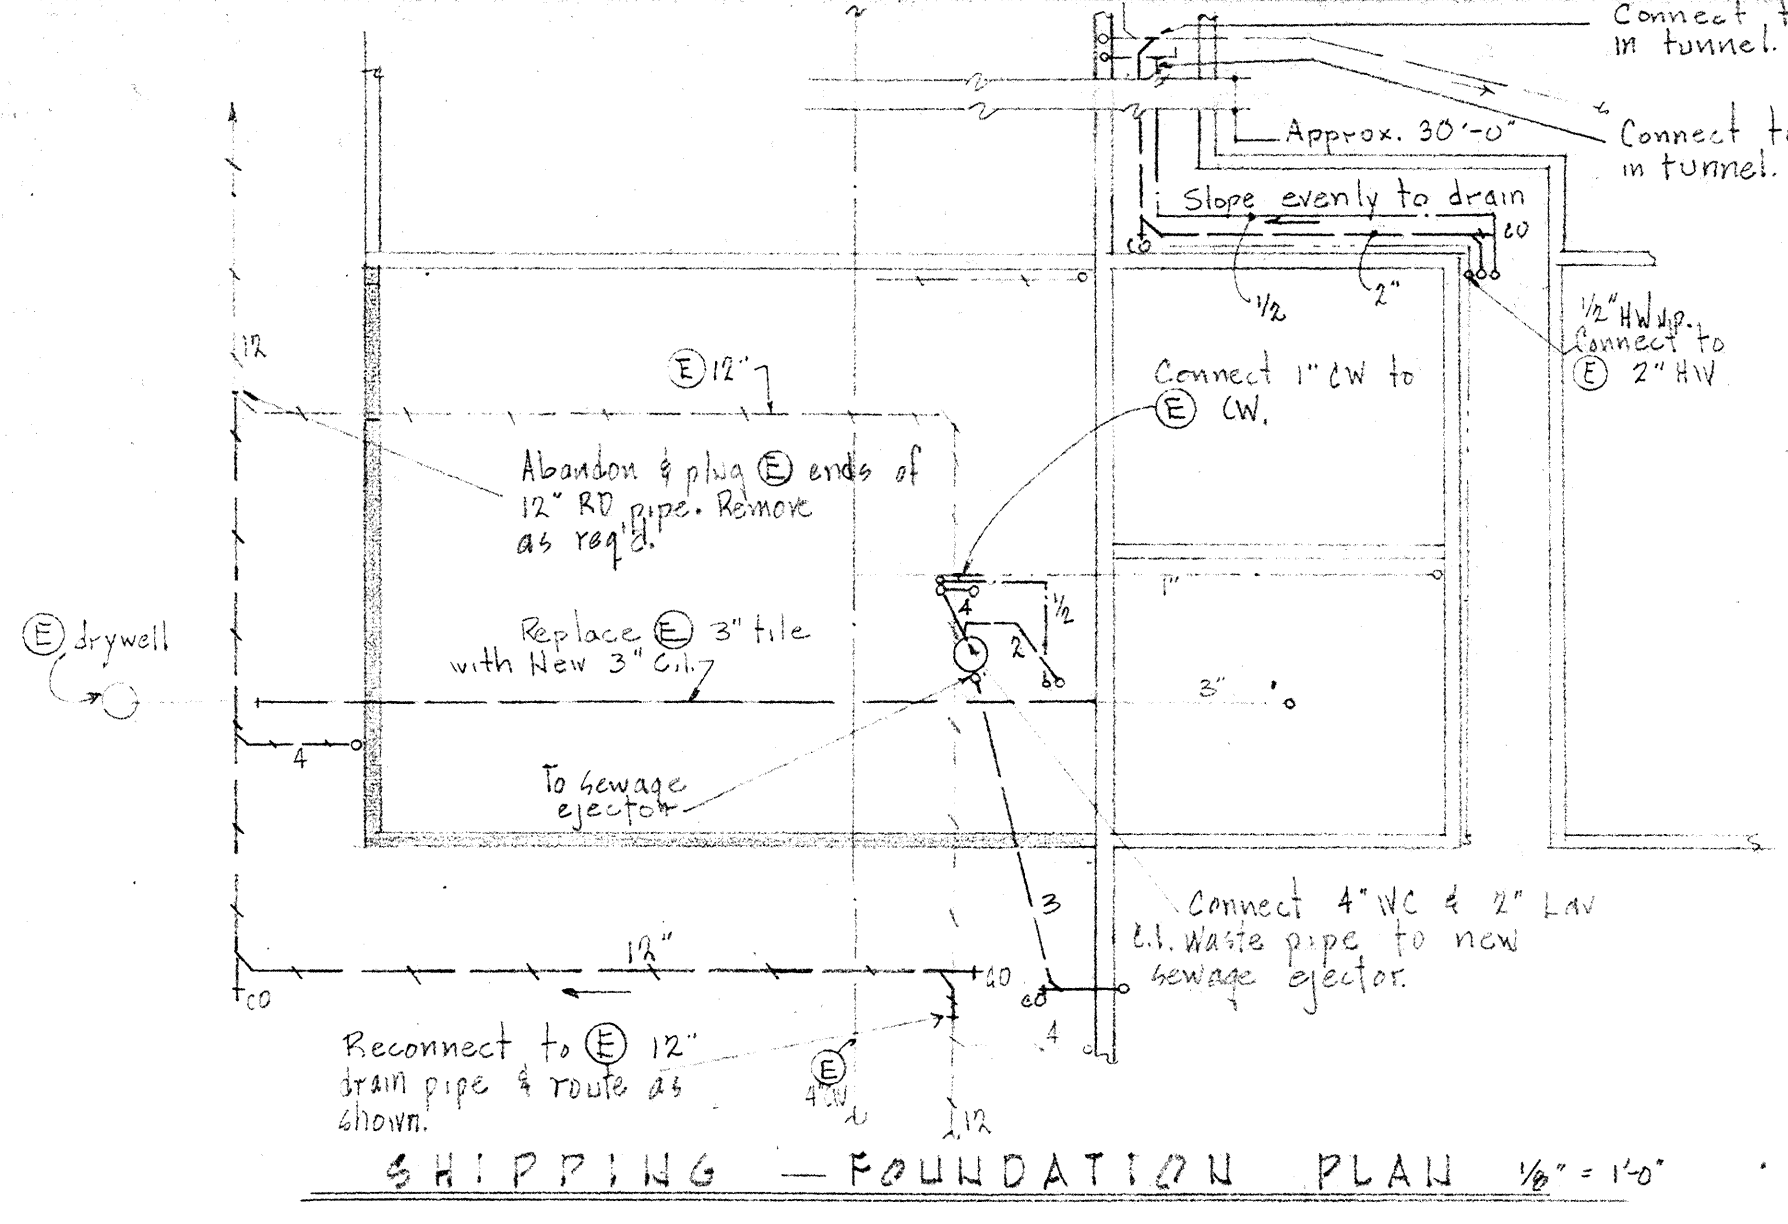 Connect t
in tunnel.
Connect to
in tunnel.
Approx. 30'-0"
Slope evenly to drain
CO
CO
1/2
2"
1/2" HW up.
Connect to
E 2" HW
12
E 12"
Connect 1" CW to
E CW.
Abandon & plug E ends of
12" RD pipe. Remove
as req'd.
1"
4
1/2
2
E drywell
Replace E 3" tile
with New 3" C.I.
3"
4
To sewage
ejector
3
Connect 4" WC & 2" Lav
C.I. Waste pipe to new
sewage ejector.
12"
CO
CO
CO
4
Reconnect to E 12"
drain pipe & route as
shown.
E
4" CW
12
SHIPPING — FOUNDATION PLAN 1/8" = 1'-0"